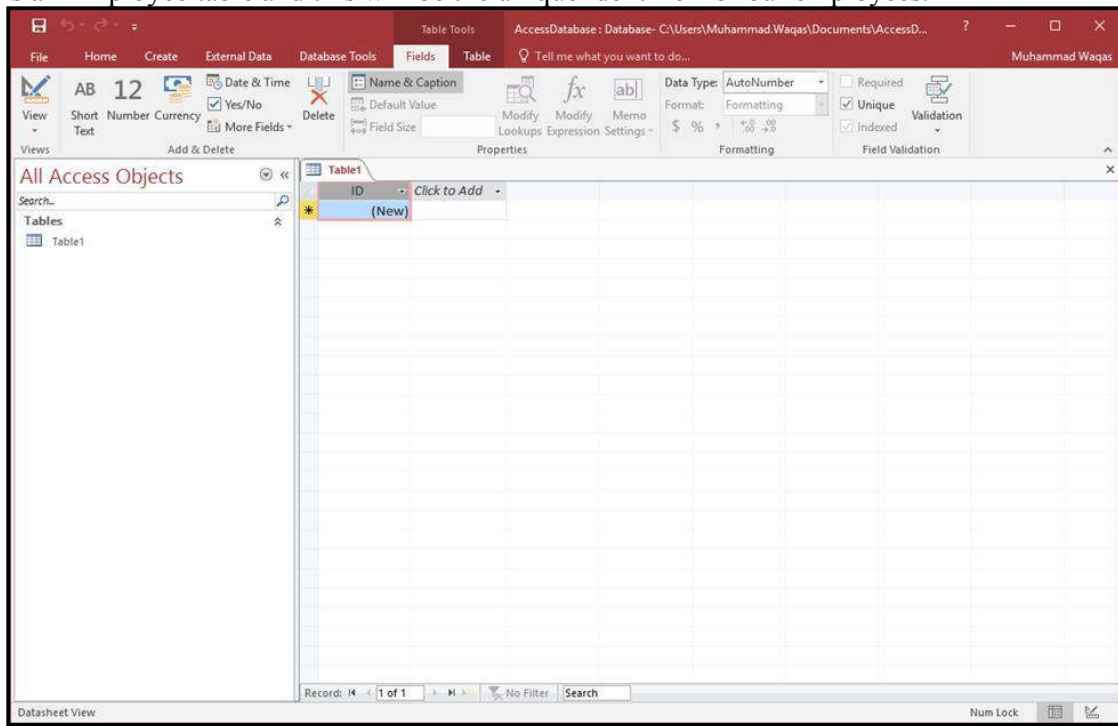 Table Tools
AccessDatabase : Database- C:\Users\Muhammad.Waqas\Documents\AccessD...
?
File Home Create External Data Database Tools Fields Table Tell me what you want to do...
Muhammad Waqas
View
AB
Short Text
12
Number
Currency
Date & Time
Yes/No
More Fields
Delete
Name & Caption
Default Value
Field Size
Modify Lookups
fx
Modify Expression
ab|
Memo Settings
Data Type: AutoNumber
Format: Formatting
$ % ,
Required
Unique
Indexed
Validation
Views
Add & Delete
Properties
Formatting
Field Validation
All Access Objects
Search...
Tables
Table1
Table1
ID Click to Add
(New)
Record: 1 of 1 No Filter Search
Datasheet View
Num Lock